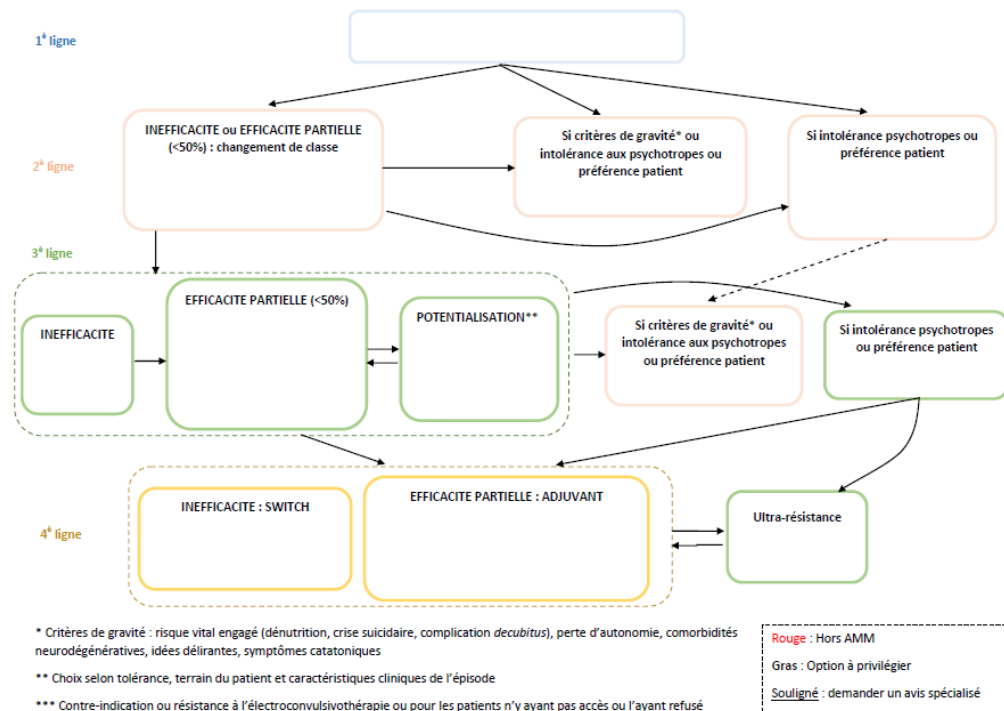 1è ligne
INEFFICACITE ou EFFICACITE PARTIELLE
(<50%) : changement de classe
Si critères de gravité* ou
intolérance aux psychotropes ou
préférence patient
Si intolérance psychotropes ou
préférence patient
2è ligne
3è ligne
INEFFICACITE
EFFICACITE PARTIELLE (<50%)
POTENTIALISATION**
Si critères de gravité* ou
intolérance aux psychotropes
ou préférence patient
Si intolérance psychotropes
ou préférence patient
4è ligne
INEFFICACITE : SWITCH
EFFICACITE PARTIELLE : ADJUVANT
Ultra-résistance
* Critères de gravité : risque vital engagé (dénutrition, crise suicidaire, complication decubitus), perte d'autonomie, comorbidités
neurodégénératives, idées délirantes, symptômes catatoniques
** Choix selon tolérance, terrain du patient et caractéristiques cliniques de l'épisode
*** Contre-indication ou résistance à l'électroconvulsivothérapie ou pour les patients n'y ayant pas accès ou l'ayant refusé
Rouge : Hors AMM
Gras : Option à privilégier
Souligné : demander un avis spécialisé